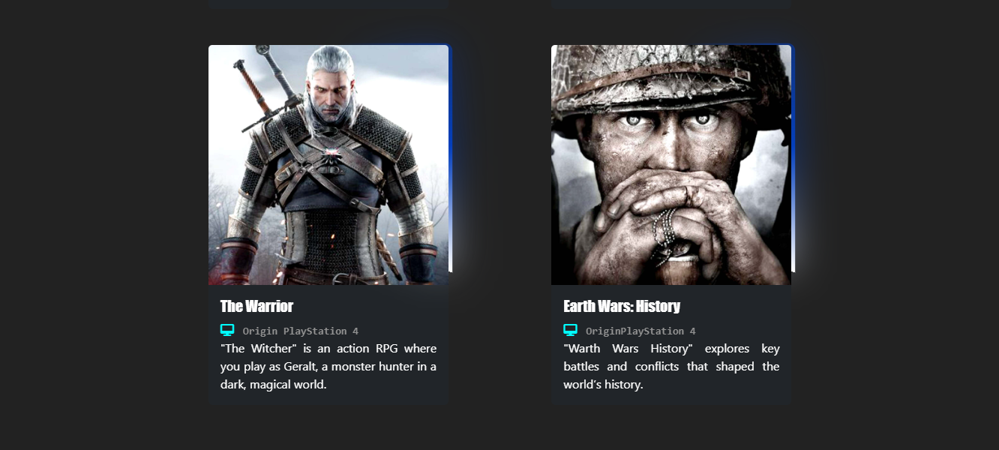 The Warrior
Origin PlayStation 4
"The Witcher" is an action RPG where
you play as Geralt, a monster hunter in a
dark, magical world.
Earth Wars: History
OriginPlayStation 4
"Warth Wars History" explores key
battles and conflicts that shaped the
world's history.